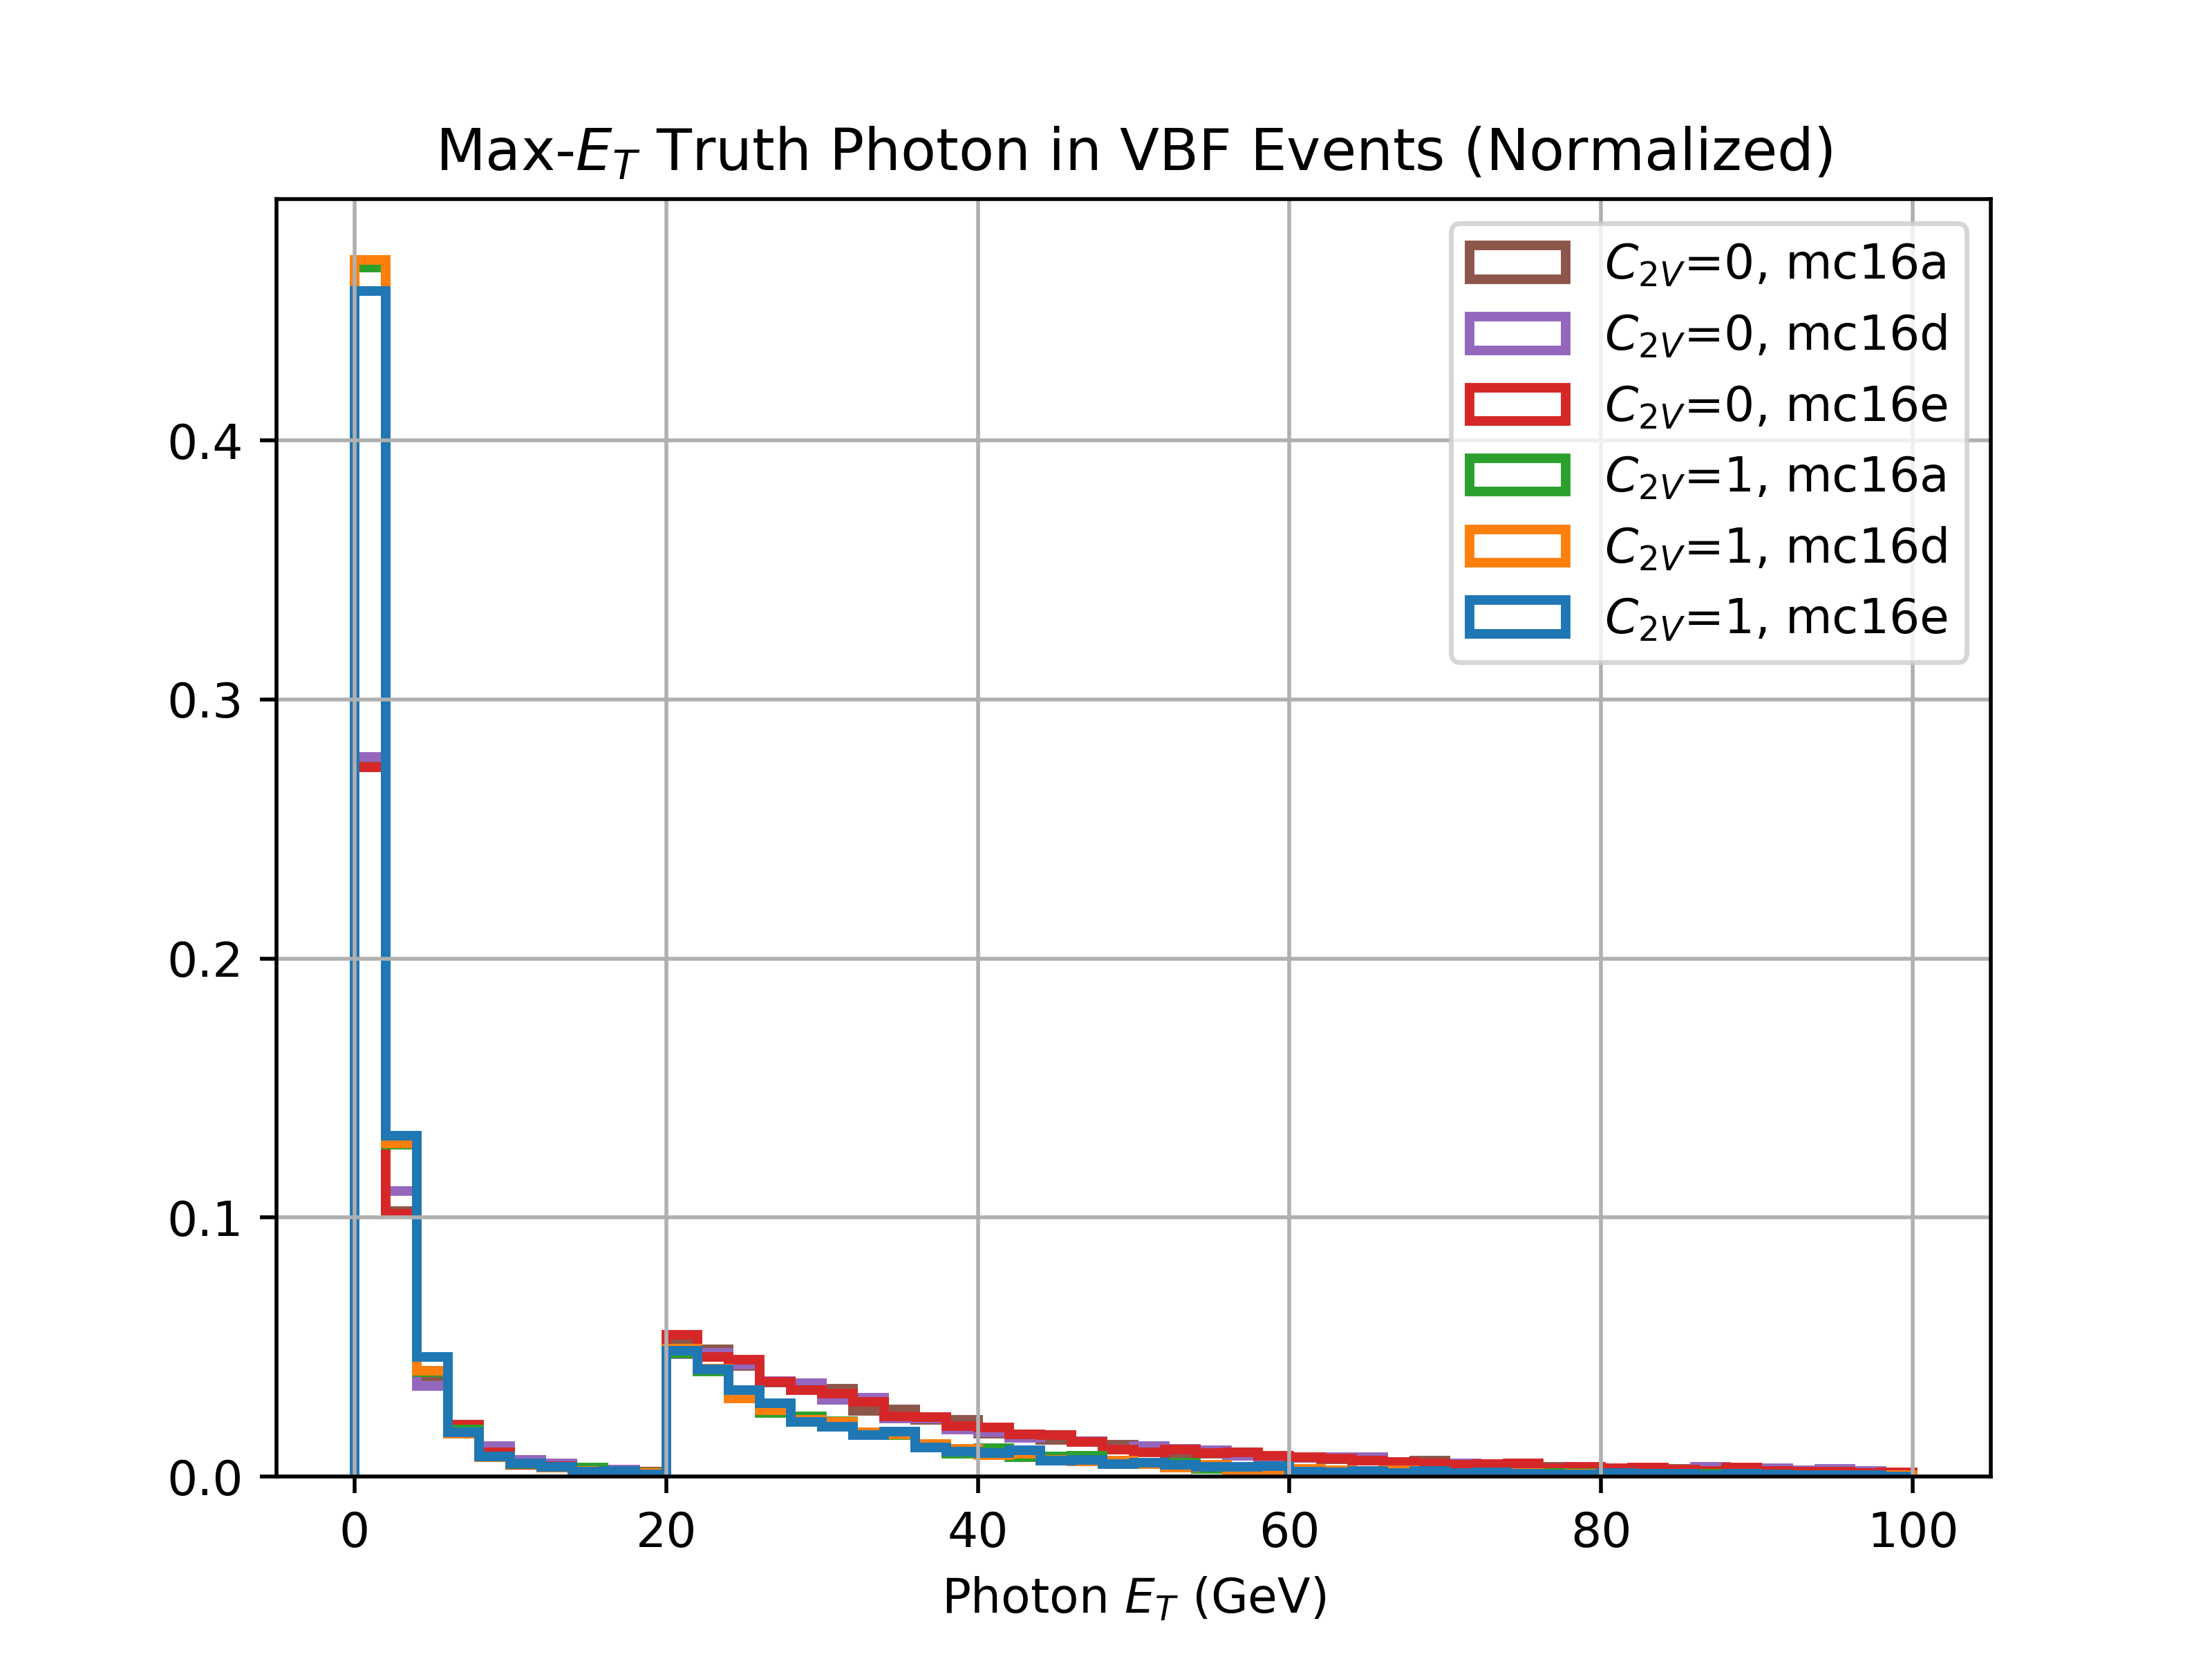 Max-E_T Truth Photon in VBF Events (Normalized)
C_2V=0, mc16a
C_2V=0, mc16d
C_2V=0, mc16e
C_2V=1, mc16a
C_2V=1, mc16d
C_2V=1, mc16e
0.4
0.3
0.2
0.1
0.0
0 20 40 60 80 100
Photon E_T (GeV)